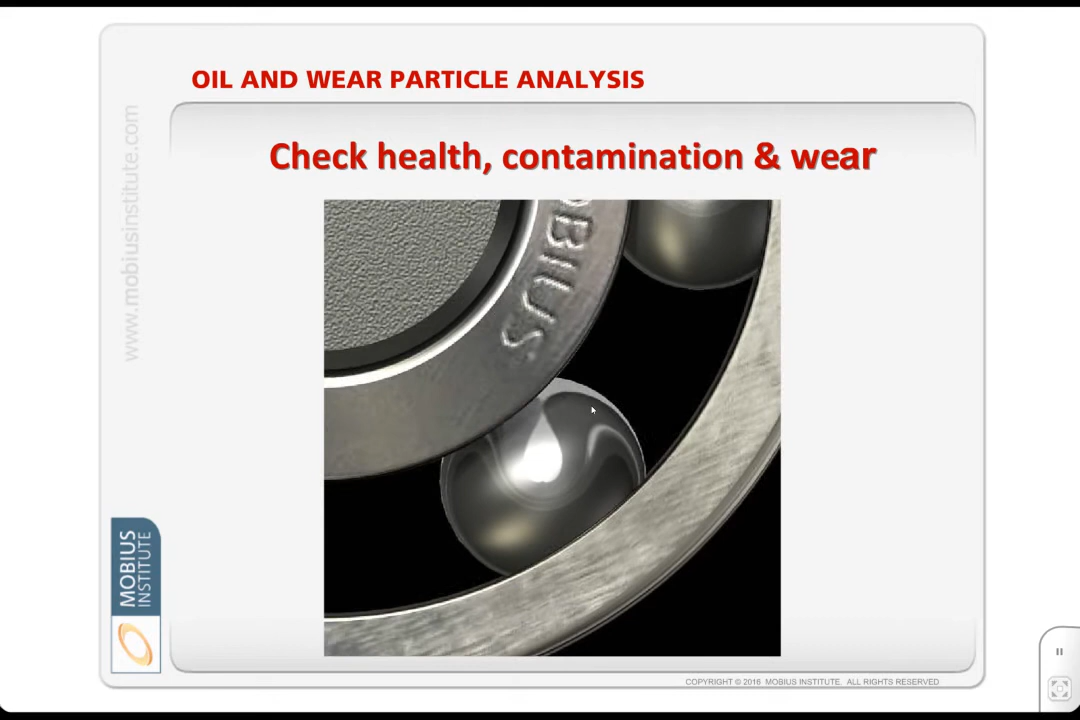 OIL AND WEAR PARTICLE ANALYSIS
Check health, contamination & wear
www.mobiusinstitute.com
OBIUS
MOBIUS
INSTITUTE
COPYRIGHT © 2016 MOBIUS INSTITUTE. ALL RIGHTS RESERVED